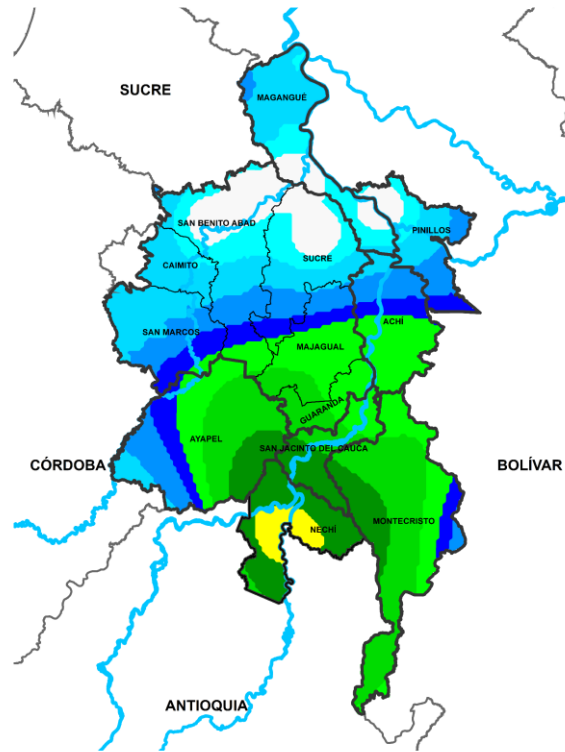 SUCRE
MAGANGUÉ
SAN BENITO ABAD
PINILLOS
SUCRE
CAIMITO
SAN MARCOS
ACHÍ
MAJAGUAL
GUARANDA
AYAPEL
SAN JACINTO DEL CAUCA
CÓRDOBA
BOLÍVAR
MONTECRISTO
NECHÍ
ANTIOQUIA